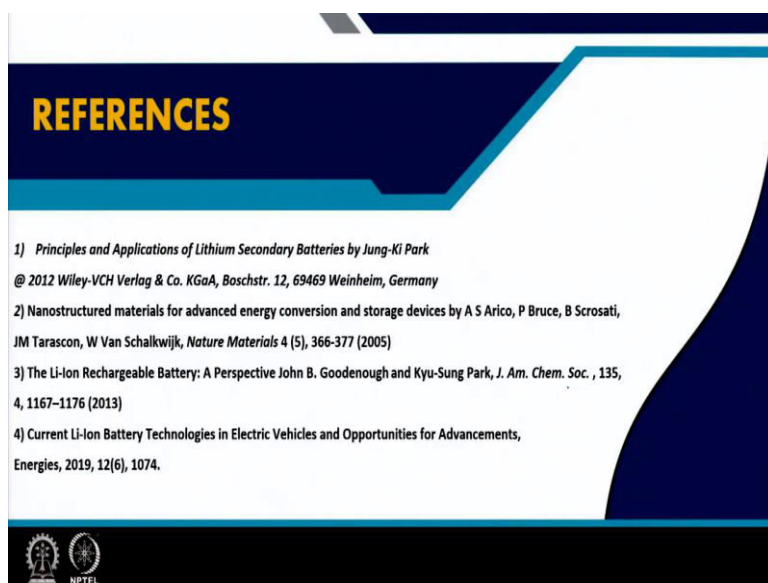 REFERENCES
1) Principles and Applications of Lithium Secondary Batteries by Jung-Ki Park
@ 2012 Wiley-VCH Verlag & Co. KGaA, Boschstr. 12, 69469 Weinheim, Germany
2) Nanostructured materials for advanced energy conversion and storage devices by A S Arico, P Bruce, B Scrosati,
JM Tarascon, W Van Schalkwijk, Nature Materials 4 (5), 366-377 (2005)
3) The Li-Ion Rechargeable Battery: A Perspective John B. Goodenough and Kyu-Sung Park, J. Am. Chem. Soc. , 135,
4, 1167–1176 (2013)
4) Current Li-Ion Battery Technologies in Electric Vehicles and Opportunities for Advancements,
Energies, 2019, 12(6), 1074.
NPTEL